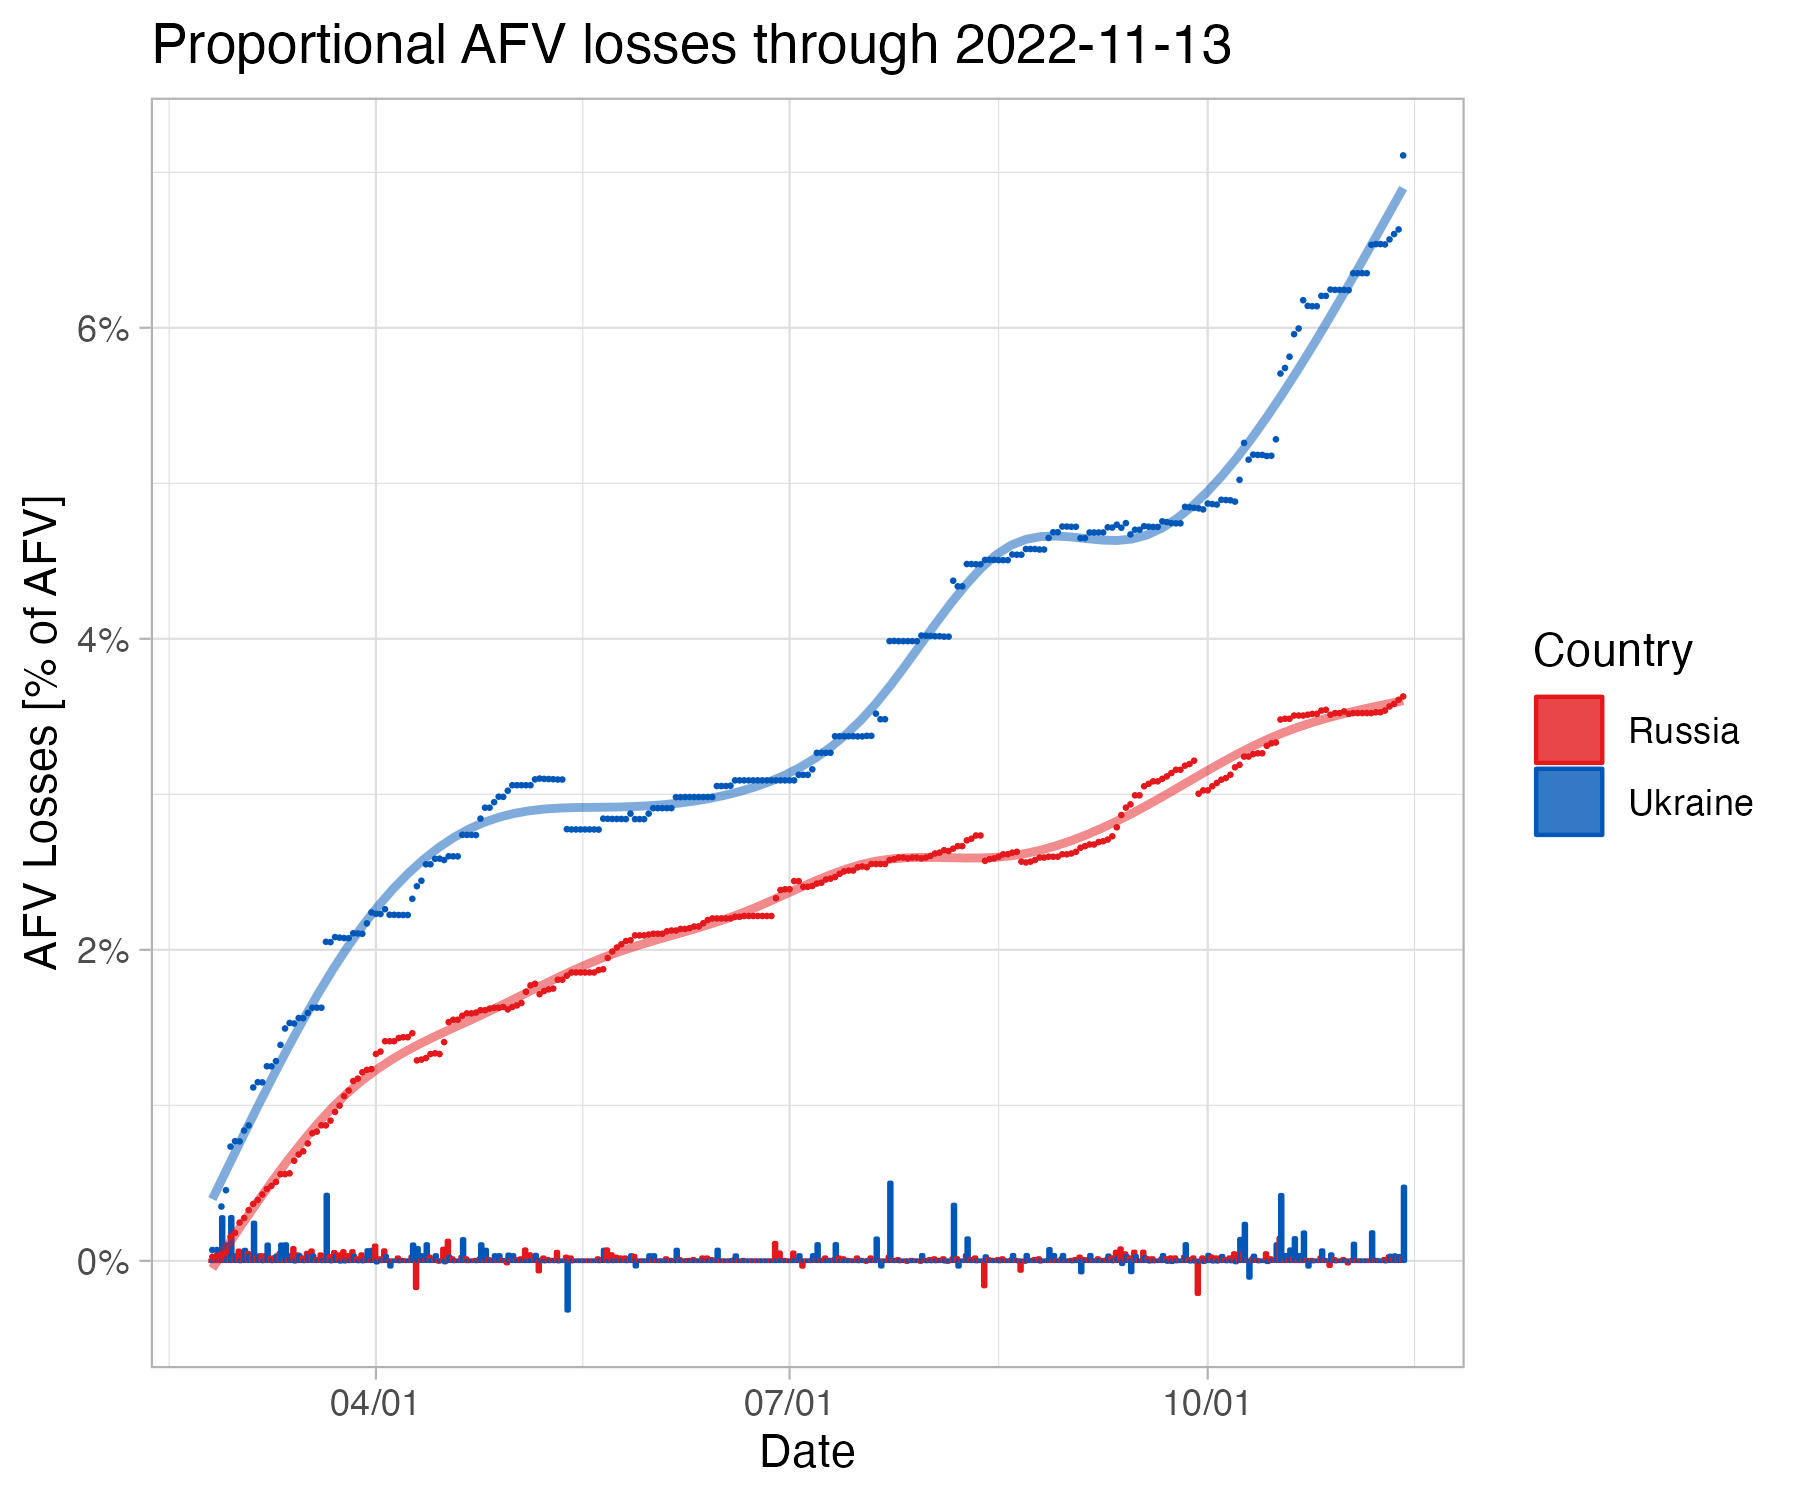 Proportional AFV losses through 2022-11-13
AFV Losses [% of AFV]
6%
4%
2%
0%
04/01
07/01
10/01
Date
Country
Russia
Ukraine